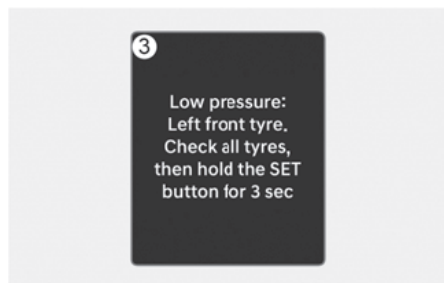 3
Low pressure:
Left front tyre.
Check all tyres,
then hold the SET
button for 3 sec